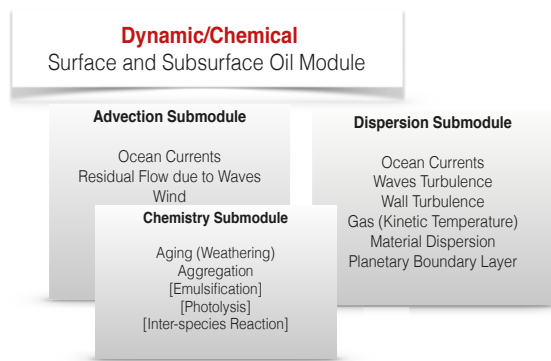 Dynamic/Chemical
Surface and Subsurface Oil Module
Advection Submodule
Ocean Currents
Residual Flow due to Waves
Wind
Chemistry Submodule
Aging (Weathering)
Aggregation
[Emulsification]
[Photolysis]
[Inter-species Reaction]
Dispersion Submodule
Ocean Currents
Waves Turbulence
Wall Turbulence
Gas (Kinetic Temperature)
Material Dispersion
Planetary Boundary Layer